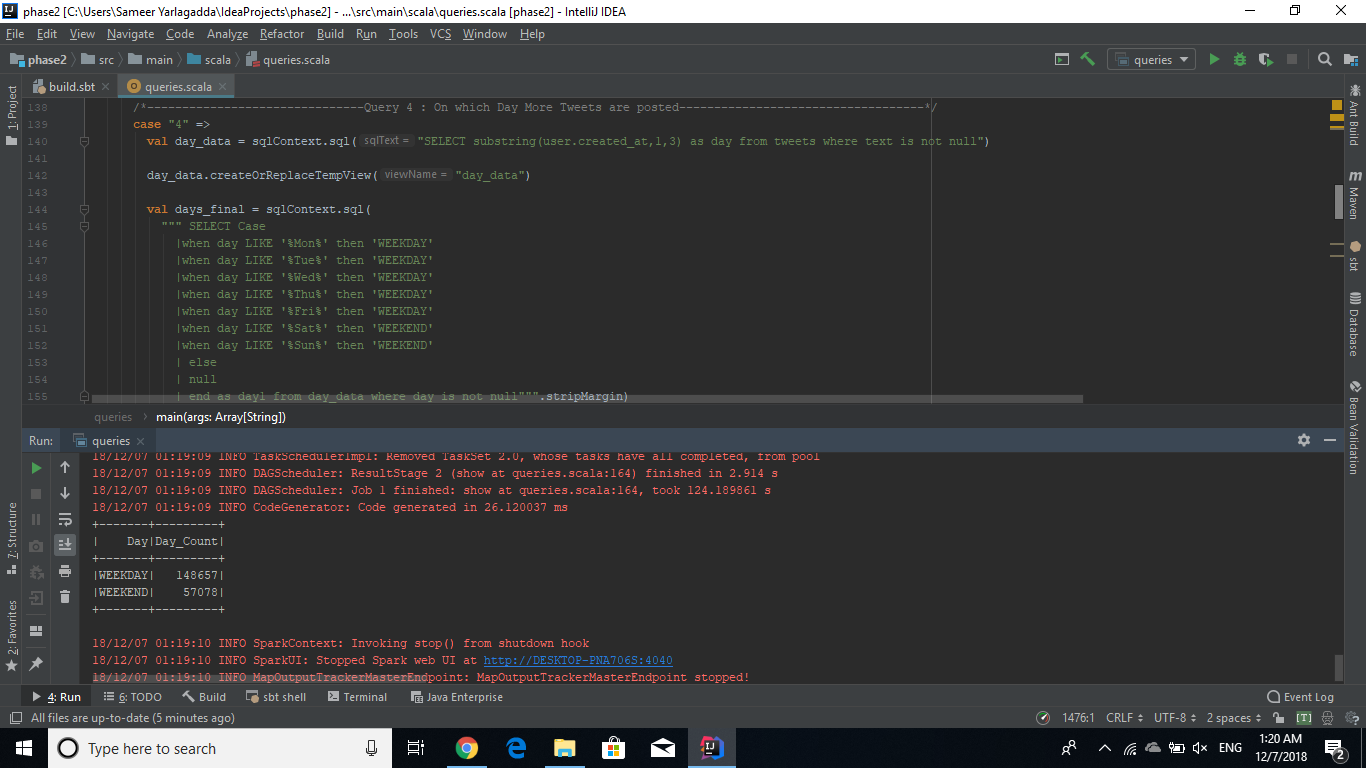 phase2 [C:\Users\Sameer Yarlagadda\IdeaProjects\phase2] - ...\src\main\scala\queries.scala [phase2] - IntelliJ IDEA
File Edit View Navigate Code Analyze Refactor Build Run Tools VCS Window Help
phase2 src main scala queries.scala
queries
build.sbt queries.scala
1: Project
7: Structure
2: Favorites
Ant Build
Maven
sbt
Database
Bean Validation
138 /*-------------------------------Query 4 : On which Day More Tweets are posted-----------------------------------*/
139 case "4" =>
140 val day_data = sqlContext.sql( sqlText = "SELECT substring(user.created_at,1,3) as day from tweets where text is not null")
141
142 day_data.createOrReplaceTempView( viewName = "day_data")
143
144 val days_final = sqlContext.sql(
145 """ SELECT Case
146 |when day LIKE '%Mon%' then 'WEEKDAY'
147 |when day LIKE '%Tue%' then 'WEEKDAY'
148 |when day LIKE '%Wed%' then 'WEEKDAY'
149 |when day LIKE '%Thu%' then 'WEEKDAY'
150 |when day LIKE '%Fri%' then 'WEEKDAY'
151 |when day LIKE '%Sat%' then 'WEEKEND'
152 |when day LIKE '%Sun%' then 'WEEKEND'
153 | else
154 | null
155 | end as day1 from day_data where day is not null""".stripMargin)
queries main(args: Array[String])
Run: queries
18/12/07 01:19:09 INFO TaskSchedulerImpl: Removed TaskSet 2.0, whose tasks have all completed, from pool
18/12/07 01:19:09 INFO DAGScheduler: ResultStage 2 (show at queries.scala:164) finished in 2.914 s
18/12/07 01:19:09 INFO DAGScheduler: Job 1 finished: show at queries.scala:164, took 124.189861 s
18/12/07 01:19:09 INFO CodeGenerator: Code generated in 26.120037 ms
+-------+---------+
|    Day|Day_Count|
+-------+---------+
|WEEKDAY|   148657|
|WEEKEND|    57078|
+-------+---------+
18/12/07 01:19:10 INFO SparkContext: Invoking stop() from shutdown hook
18/12/07 01:19:10 INFO SparkUI: Stopped Spark web UI at http://DESKTOP-PNA706S:4040
18/12/07 01:19:10 INFO MapOutputTrackerMasterEndpoint: MapOutputTrackerMasterEndpoint stopped!
4: Run 6: TODO Build sbt shell Terminal Java Enterprise Event Log
All files are up-to-date (5 minutes ago) 1476:1 CRLF UTF-8 2 spaces [T]
Type here to search
ENG
1:20 AM
12/7/2018
2